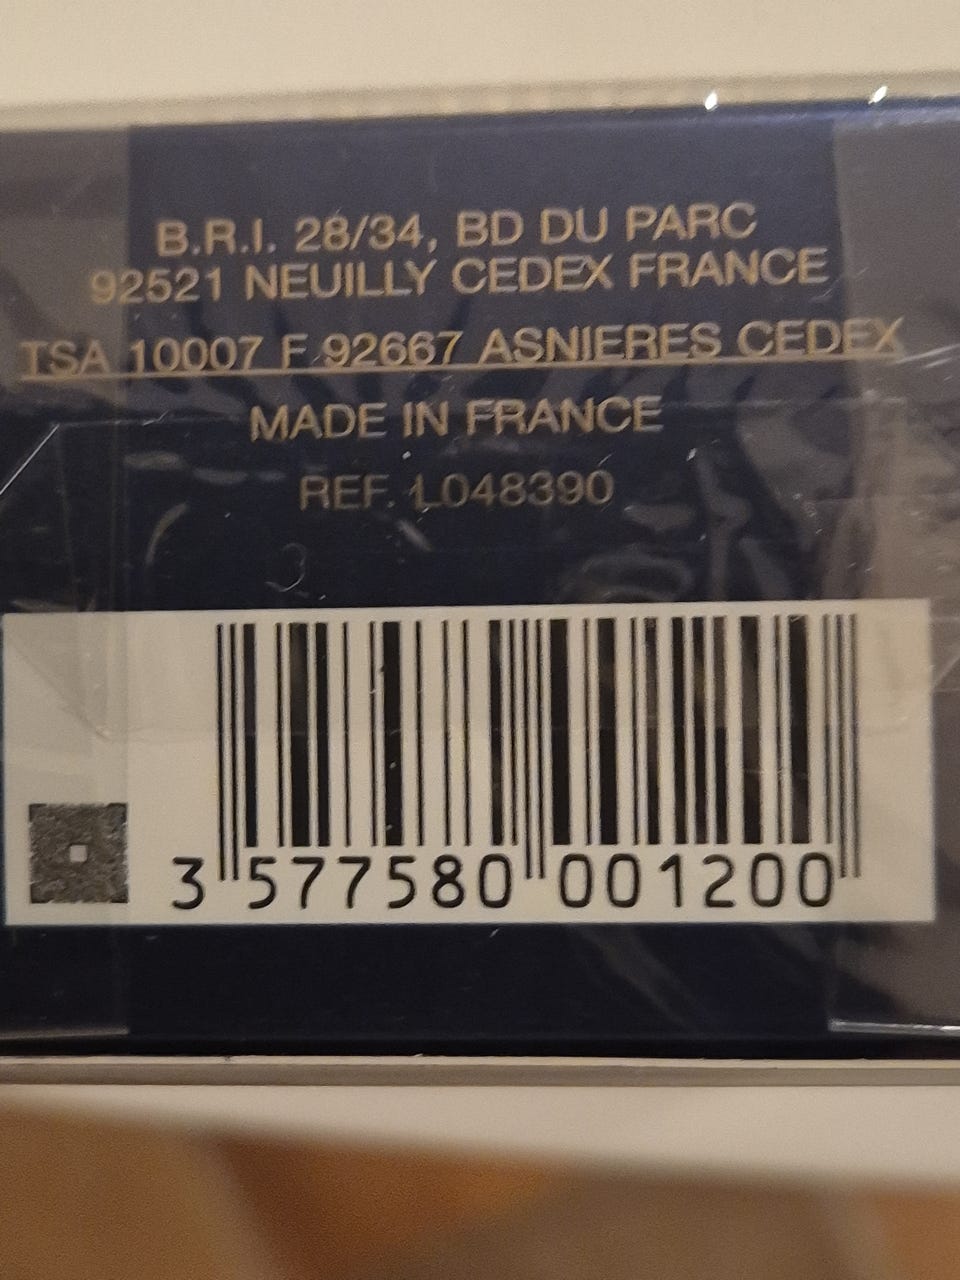 B.R.I. 28/34, BD DU PARC
92521 NEUILLY CEDEX FRANCE
TSA 10007 F 92667 ASNIERES CEDEX
MADE IN FRANCE
REF. L048390
3 577580 001200